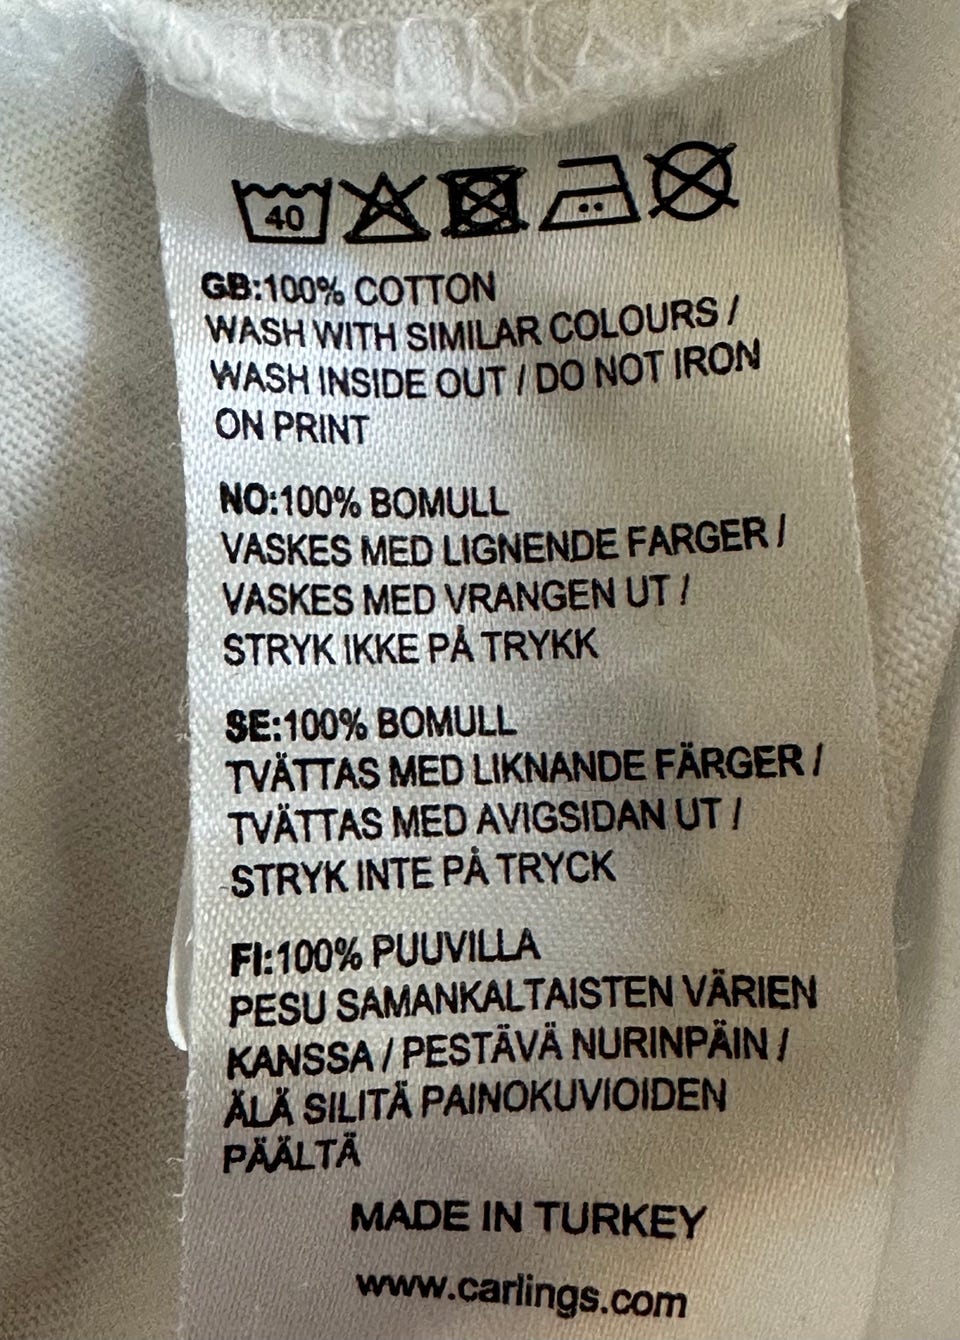 40
GB:100% COTTON
WASH WITH SIMILAR COLOURS /
WASH INSIDE OUT / DO NOT IRON
ON PRINT
NO:100% BOMULL
VASKES MED LIGNENDE FARGER /
VASKES MED VRANGEN UT /
STRYK IKKE PÅ TRYKK
SE:100% BOMULL
TVÄTTAS MED LIKNANDE FÄRGER /
TVÄTTAS MED AVIGSIDAN UT /
STRYK INTE PÅ TRYCK
FI:100% PUUVILLA
PESU SAMANKALTAISTEN VÄRIEN
KANSSA / PESTÄVÄ NURINPÄIN /
ÄLÄ SILITÄ PAINOKUVIOIDEN
PÄÄLTÄ
MADE IN TURKEY
www.carlings.com